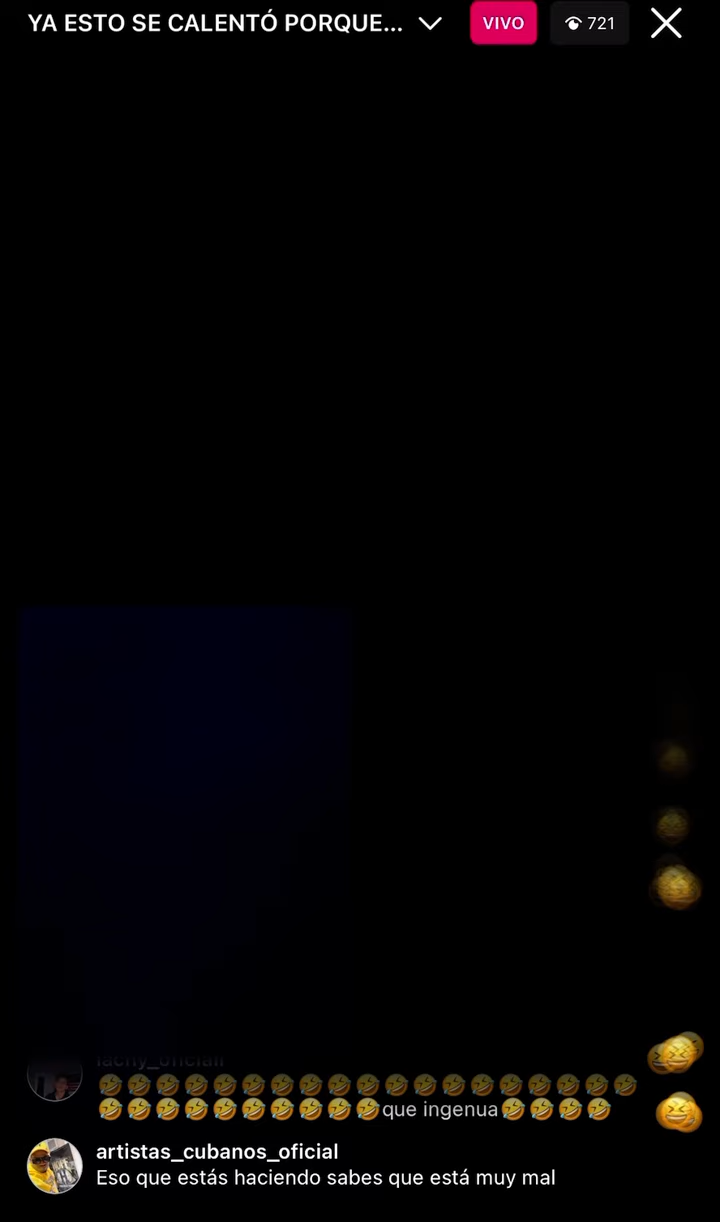 YA ESTO SE CALENTÓ PORQUE...
VIVO
721
🤣🤣🤣🤣🤣🤣🤣🤣🤣🤣🤣🤣🤣🤣🤣🤣🤣🤣🤣
🤣🤣🤣🤣🤣🤣🤣🤣🤣🤣que ingenua🤣🤣🤣🤣
artistas_cubanos_oficial
Eso que estás haciendo sabes que está muy mal